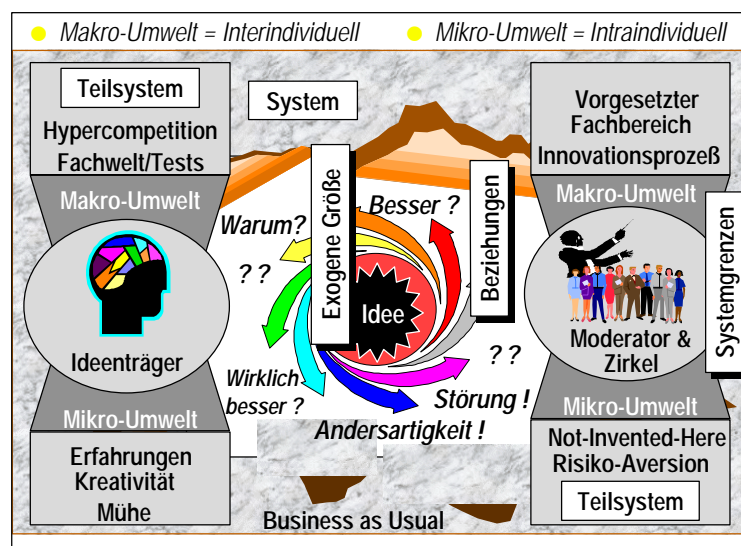 Makro-Umwelt = Interindividuell
Mikro-Umwelt = Intraindividuell
Teilsystem
Hypercompetition
Fachwelt/Tests
Makro-Umwelt
Ideenträger
Mikro-Umwelt
Erfahrungen
Kreativität
Mühe
System
Exogene Größe
Beziehungen
Warum?
Besser ?
? ?
Idee
? ?
Wirklich
besser ?
Störung !
Andersartigkeit !
Business as Usual
Vorgesetzter
Fachbereich
Innovationsprozeß
Makro-Umwelt
Systemgrenzen
Moderator &
Zirkel
Mikro-Umwelt
Not-Invented-Here
Risiko-Aversion
Teilsystem